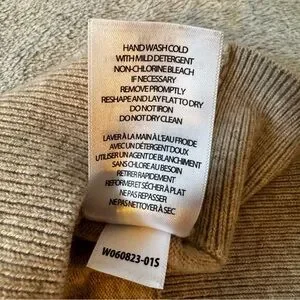 HAND WASH COLD
WITH MILD DETERGENT
NON-CHLORINE BLEACH
IF NECESSARY
REMOVE PROMPTLY
RESHAPE AND LAY FLAT TO DRY
DO NOT IRON
DO NOT DRY CLEAN
LAVER À LA MAIN À L'EAU FROIDE
AVEC UN DÉTERGENT DOUX
UTILISER UN AGENT DE BLANCHIMENT
SANS CHLORE AU BESOIN
RETIRER RAPIDEMENT
REFORMER ET SÉCHER À PLAT
NE PAS REPASSER
NE PAS NETTOYER À SEC
W060823-01S